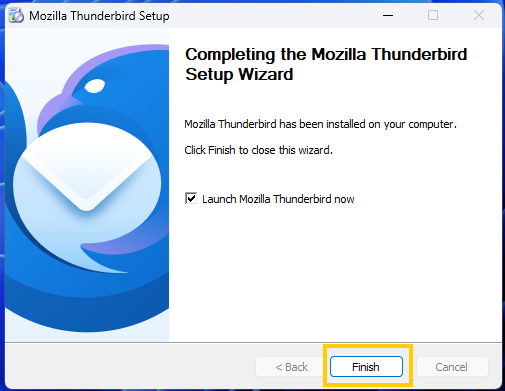 Mozilla Thunderbird Setup
Completing the Mozilla Thunderbird
Setup Wizard
Mozilla Thunderbird has been installed on your computer.
Click Finish to close this wizard.
Launch Mozilla Thunderbird now
< Back
Finish
Cancel